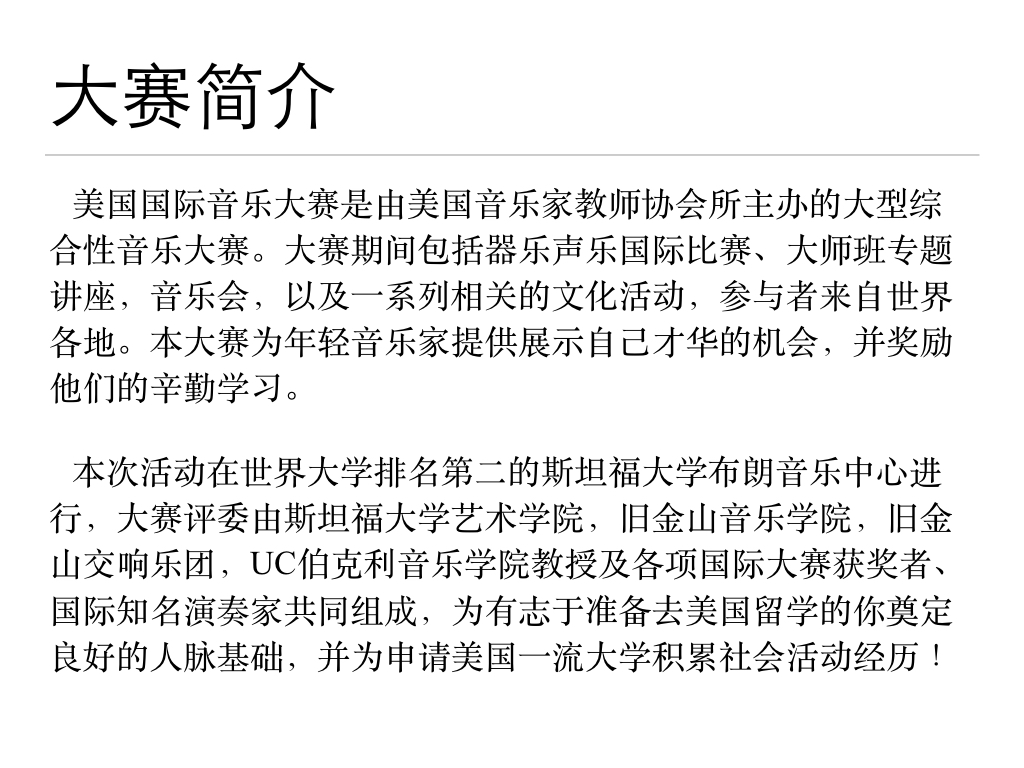 大赛简介
美国国际音乐大赛是由美国音乐家教师协会所主办的大型综
合性音乐大赛。大赛期间包括器乐声乐国际比赛、大师班专题
讲座，音乐会，以及一系列相关的文化活动，参与者来自世界
各地。本大赛为年轻音乐家提供展示自己才华的机会，并奖励
他们的辛勤学习。
本次活动在世界大学排名第二的斯坦福大学布朗音乐中心进
行，大赛评委由斯坦福大学艺术学院，旧金山音乐学院，旧金
山交响乐团，UC伯克利音乐学院教授及各项国际大赛获奖者、
国际知名演奏家共同组成，为有志于准备去美国留学的你奠定
良好的人脉基础，并为申请美国一流大学积累社会活动经历！